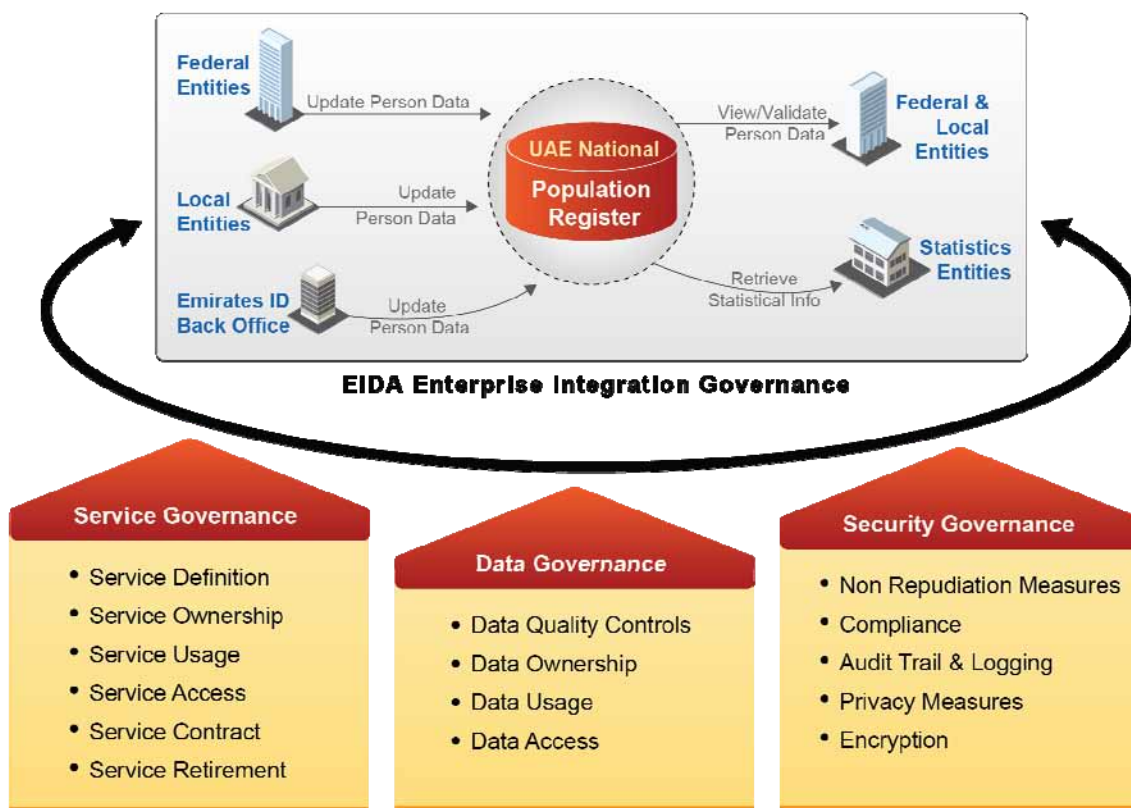 Federal
Entities
Update Person Data
Local
Entities
Update
Person Data
Emirates ID
Back Office
Update
Person Data
UAE National
Population
Register
View/Validate
Person Data
Federal &
Local
Entities
Retrieve
Statistical Info
Statistics
Entities
EIDA Enterprise Integration Governance
Service Governance
• Service Definition
• Service Ownership
• Service Usage
• Service Access
• Service Contract
• Service Retirement
Data Governance
• Data Quality Controls
• Data Ownership
• Data Usage
• Data Access
Security Governance
• Non Repudiation Measures
• Compliance
• Audit Trail & Logging
• Privacy Measures
• Encryption